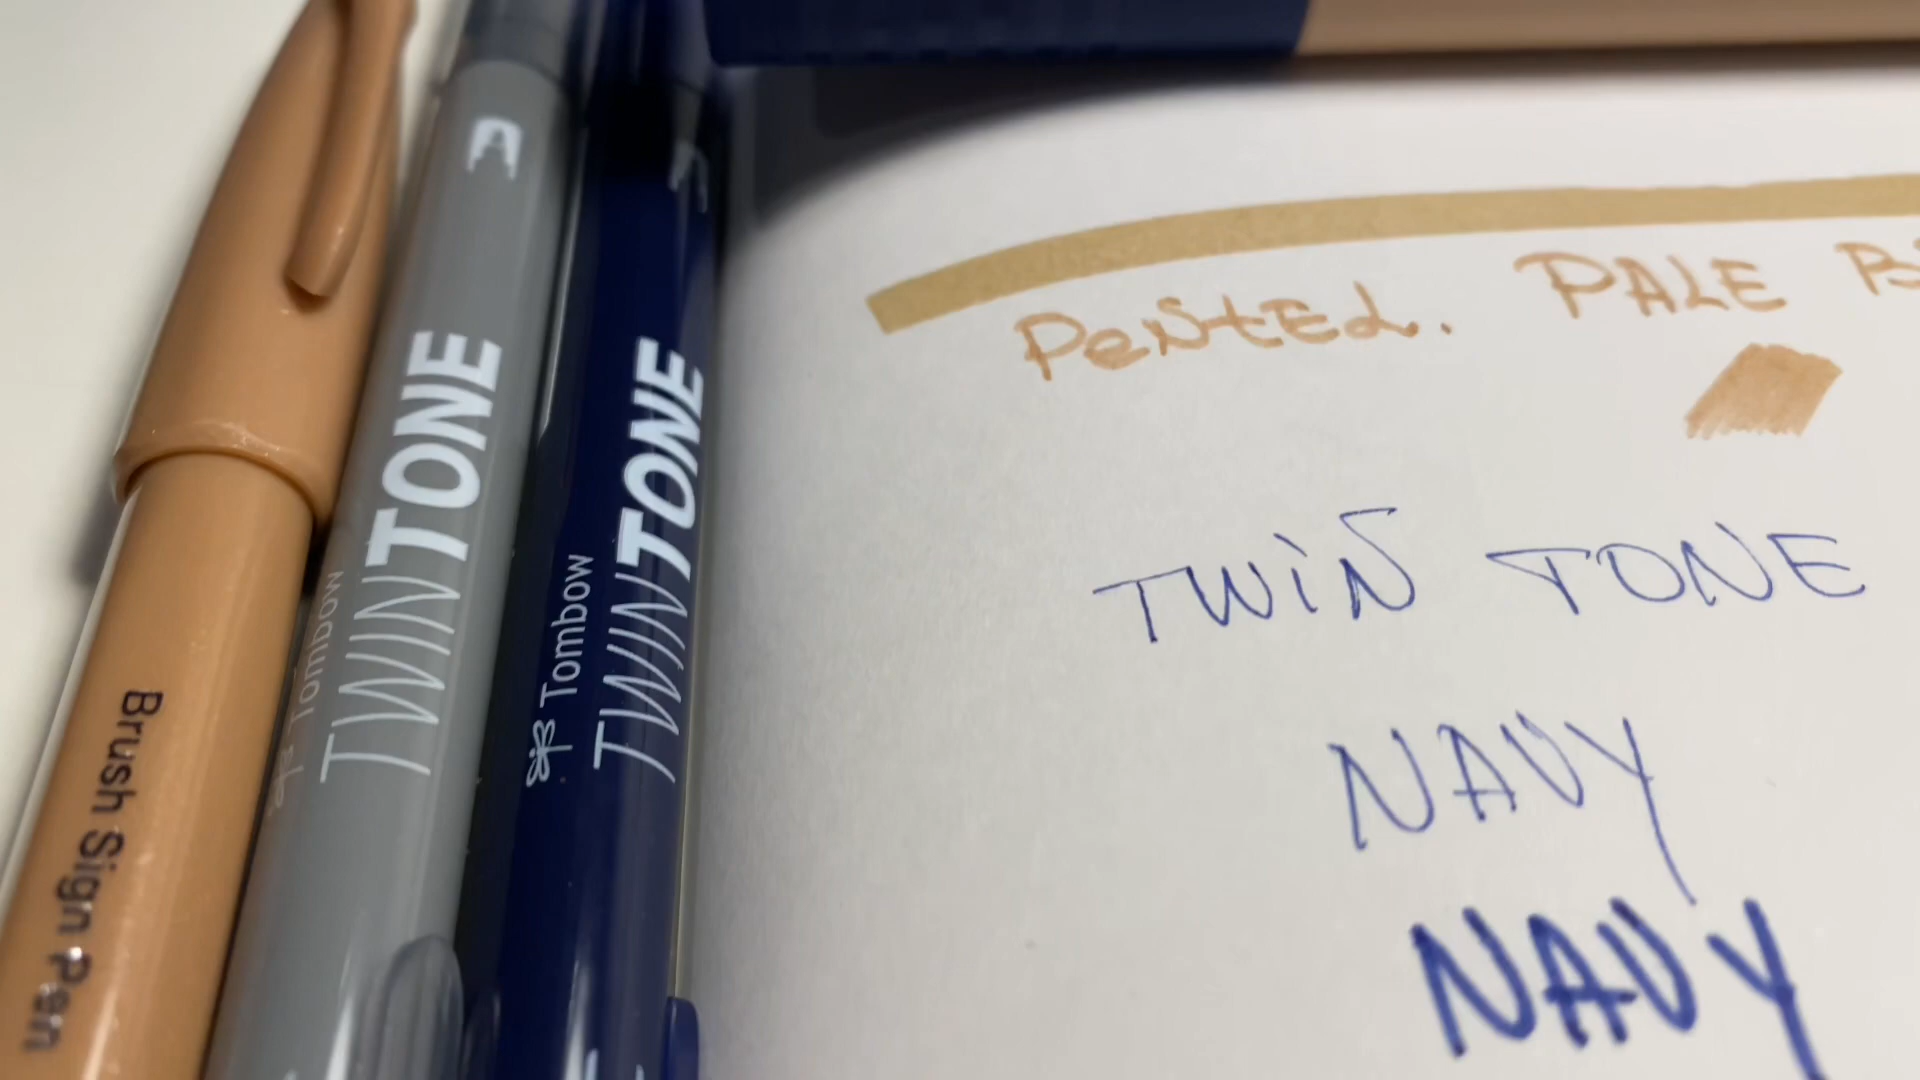 Brush Sign Pen
Tombow
TWINTONE
Tombow
TWINTONE
PeNtEL. PALE
TWiN TONE
NAVY
NAVY